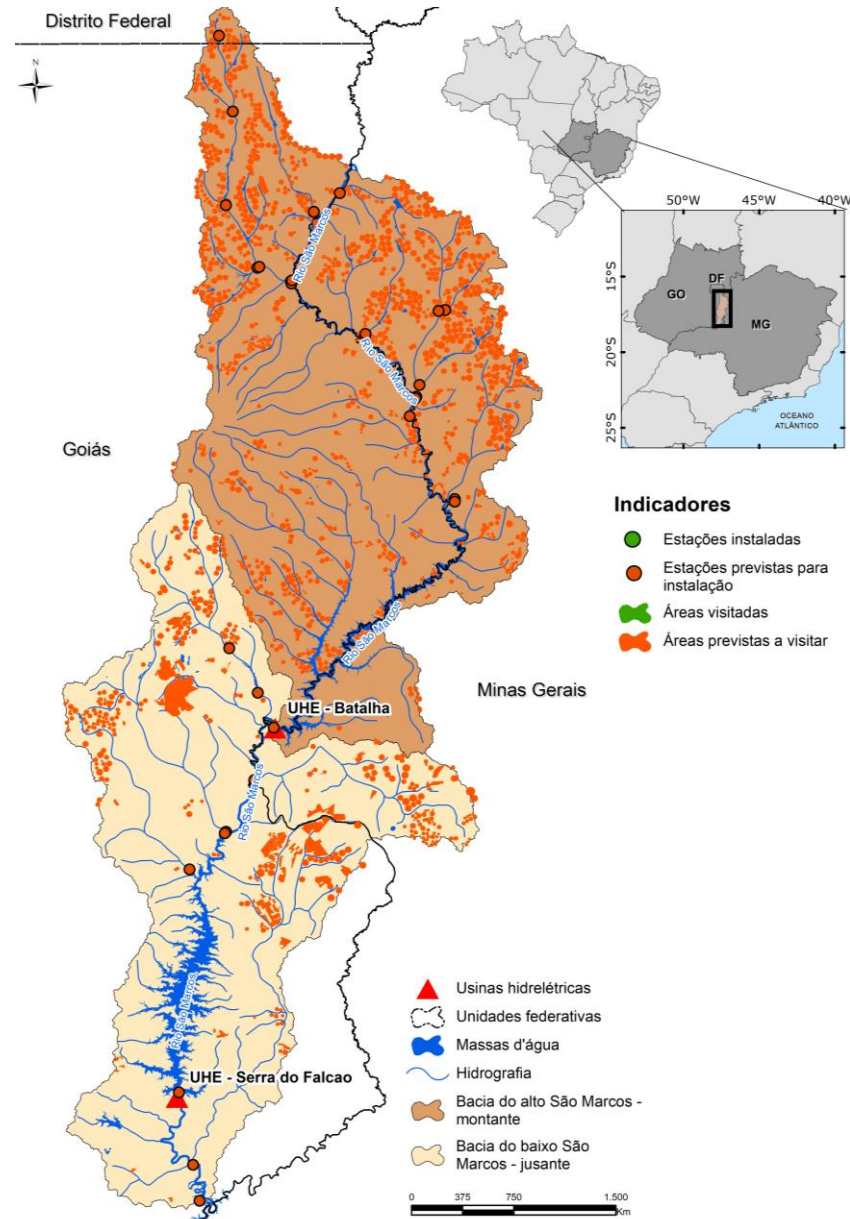 Distrito Federal
N
Rio São Marcos
50°W
45°W
40°W
15°S
20°S
25°S
DF
GO
MG
OCEANO
ATLÂNTICO
Rio São Marcos
Goiás
Indicadores
Estações instaladas
Estações previstas para
instalação
Áreas visitadas
Áreas previstas a visitar
Rio São Marcos
Minas Gerais
UHE - Batalha
Rio São Marcos
Rio São Marcos
UHE - Serra do Falcao
Usinas hidrelétricas
Unidades federativas
Massas d'água
Hidrografia
Bacia do alto São Marcos -
montante
Bacia do baixo São
Marcos - jusante
0 375 750 1.500
Km